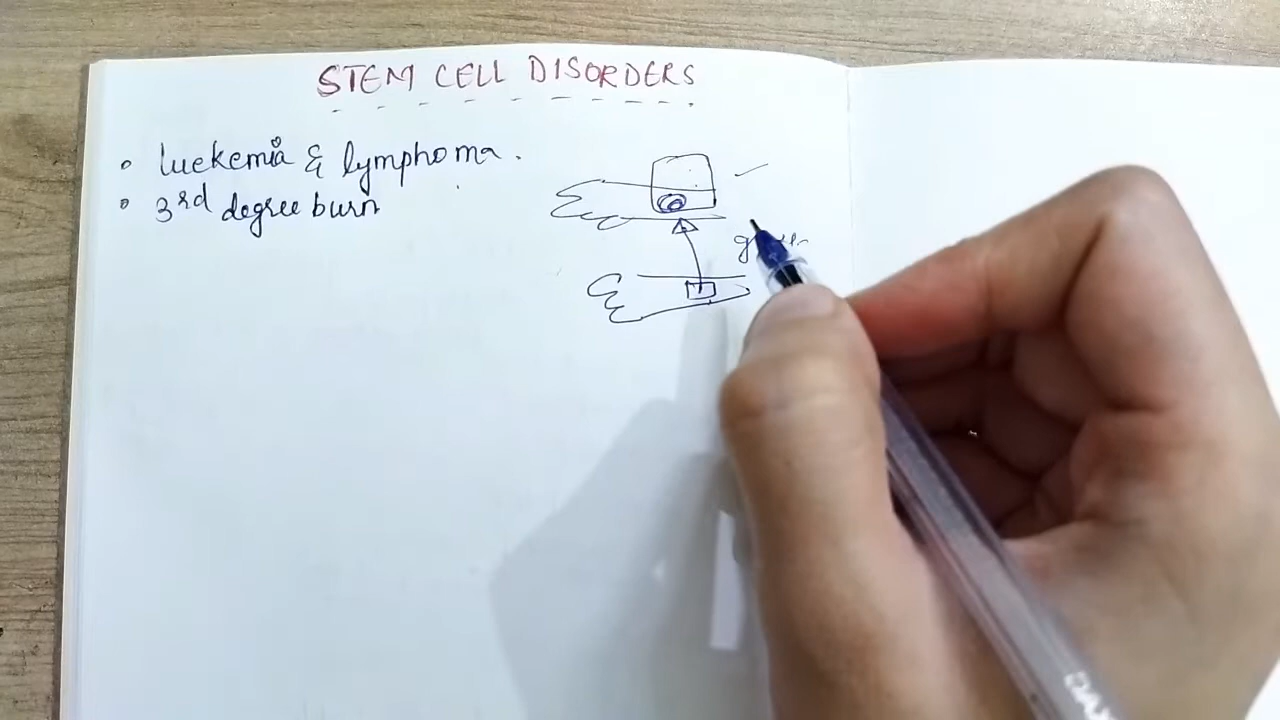 STEM CELL DISORDERS
• luekemia & lymphoma.
• 3rd degree burn